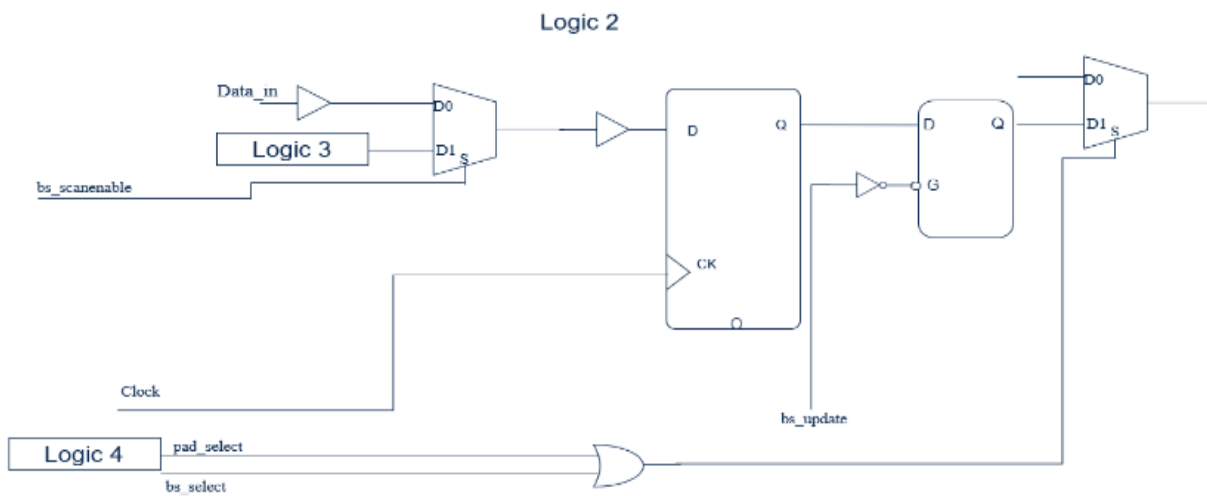 Logic 2
Data_in
D0
Logic 3
D1
S
bs_scanenable
D
Q
CK
D
Q
G
D0
D1
S
Clock
bs_update
Logic 4
pad_select
bs_select